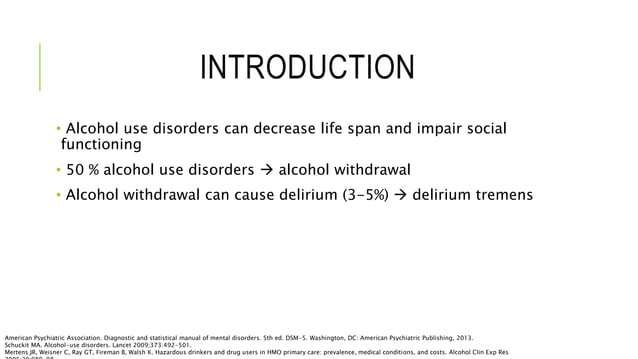 INTRODUCTION
• Alcohol use disorders can decrease life span and impair social
functioning
• 50 % alcohol use disorders → alcohol withdrawal
• Alcohol withdrawal can cause delirium (3-5%) → delirium tremens
American Psychiatric Association. Diagnostic and statistical manual of mental disorders. 5th ed. DSM-5. Washington, DC: American Psychiatric Publishing, 2013.
Schuckit MA. Alcohol-use disorders. Lancet 2009;373:492-501.
Mertens JR, Weisner C, Ray GT, Fireman B, Walsh K. Hazardous drinkers and drug users in HMO primary care: prevalence, medical conditions, and costs. Alcohol Clin Exp Res